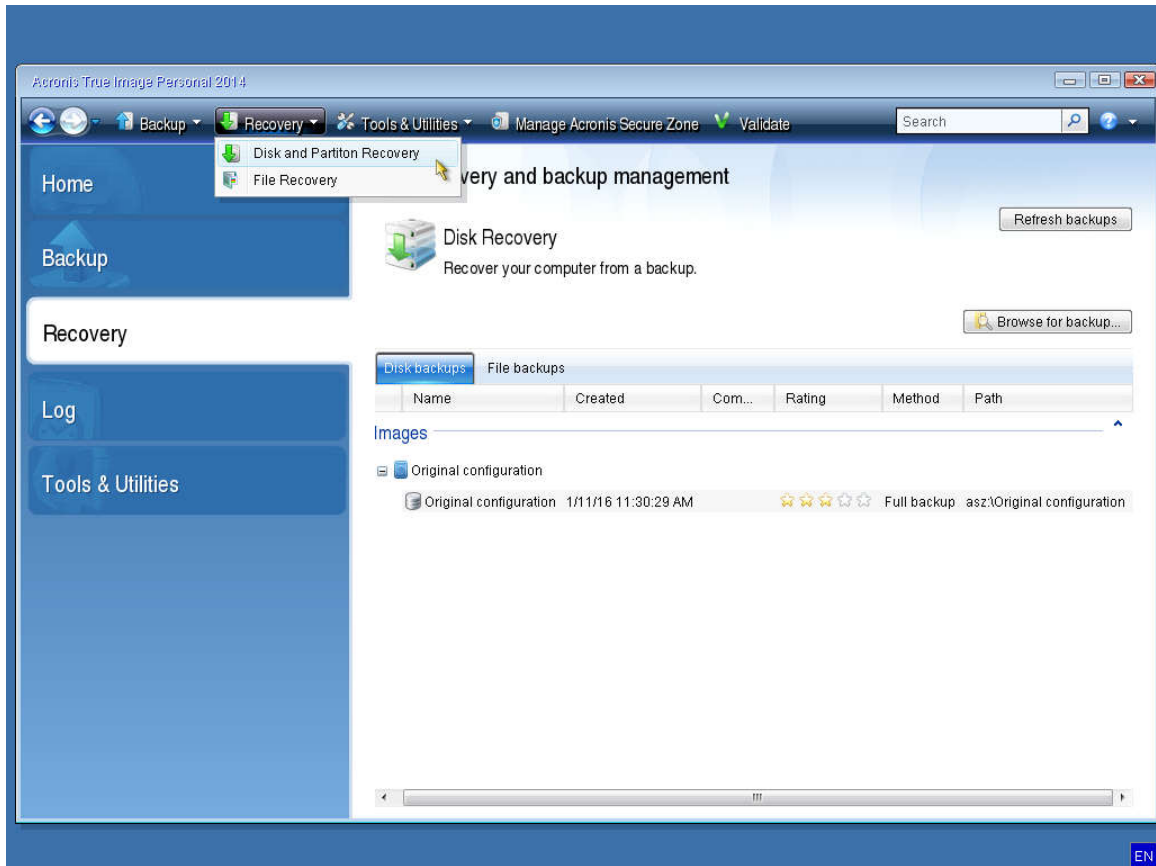 Acronis True Image Personal 2014
Backup Recovery Tools & Utilities Manage Acronis Secure Zone Validate Search
Disk and Partiton Recovery
File Recovery
very and backup management
Home
Backup
Recovery
Log
Tools & Utilities
Refresh backups
Disk Recovery
Recover your computer from a backup.
Browse for backup...
Disk backups File backups
Name Created Com... Rating Method Path
Images
Original configuration
Original configuration 1/11/16 11:30:29 AM Full backup asz:\Original configuration
EN